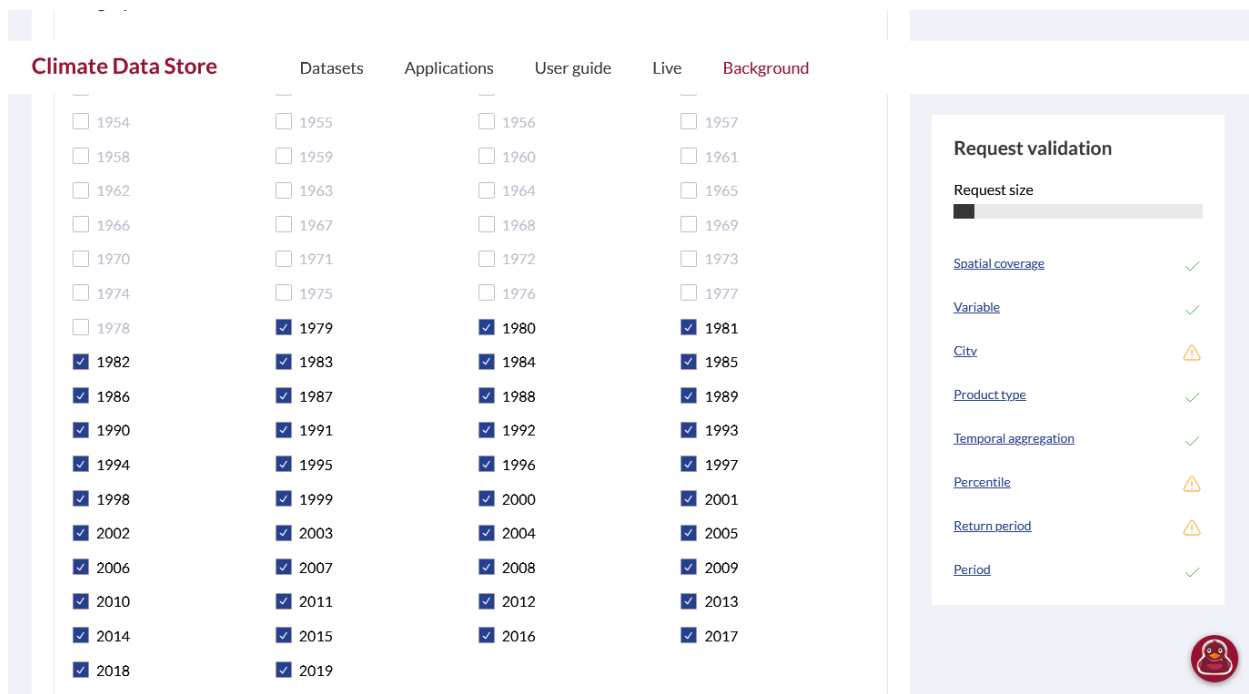 Climate Data Store
Datasets Applications User guide Live Background
1954 1955 1956 1957
1958 1959 1960 1961
1962 1963 1964 1965
1966 1967 1968 1969
1970 1971 1972 1973
1974 1975 1976 1977
1978 1979 1980 1981
1982 1983 1984 1985
1986 1987 1988 1989
1990 1991 1992 1993
1994 1995 1996 1997
1998 1999 2000 2001
2002 2003 2004 2005
2006 2007 2008 2009
2010 2011 2012 2013
2014 2015 2016 2017
2018 2019
Request validation
Request size
Spatial coverage
Variable
City
Product type
Temporal aggregation
Percentile
Return period
Period